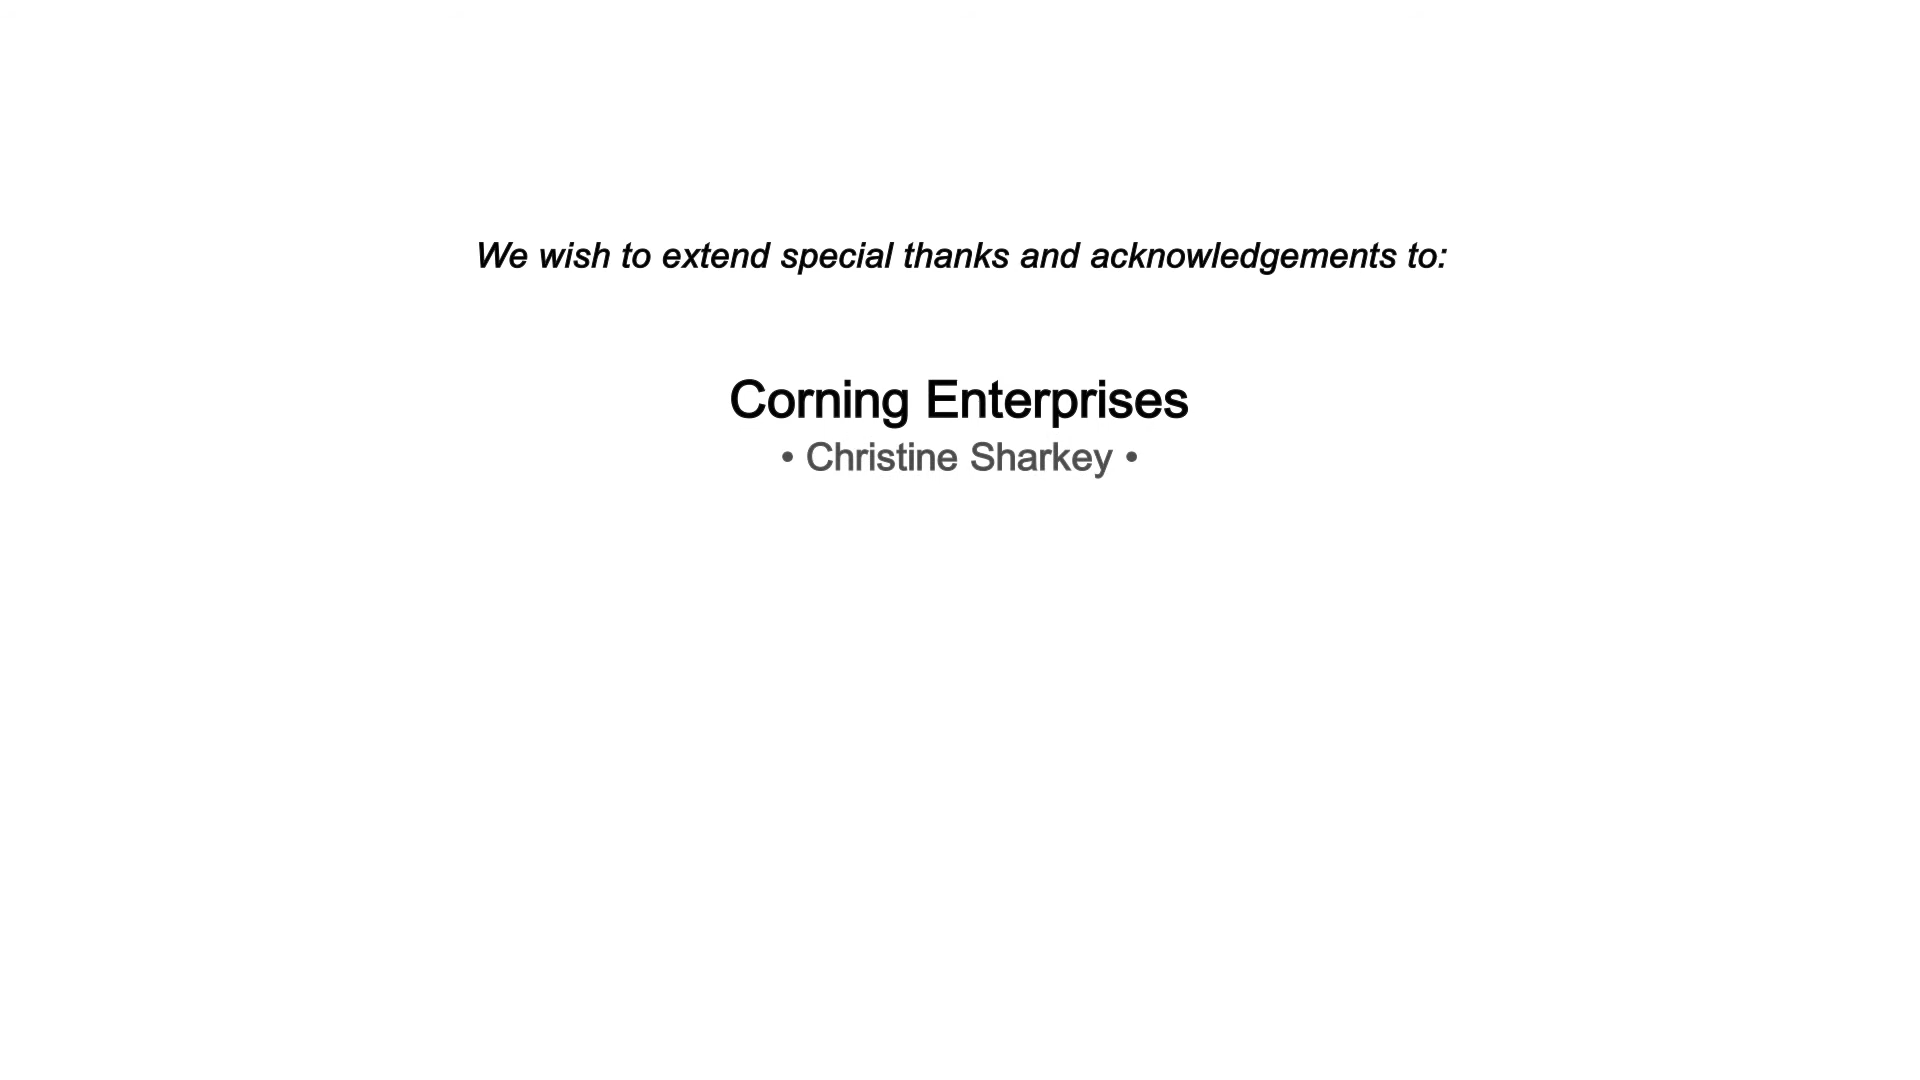 We wish to extend special thanks and acknowledgements to:
Corning Enterprises
• Christine Sharkey •